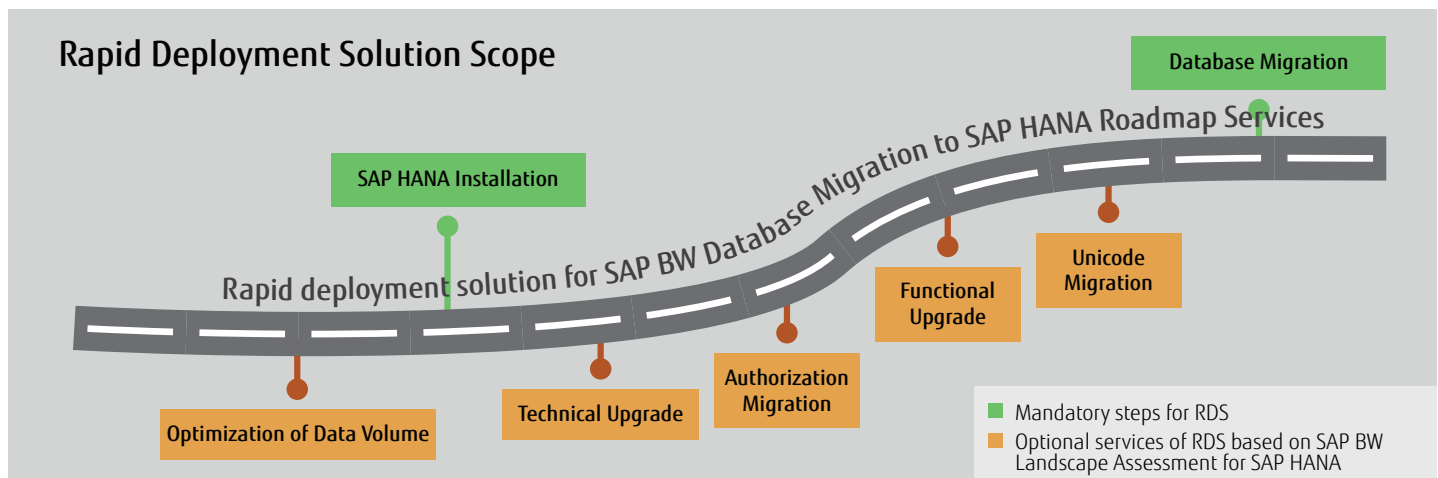 Rapid Deployment Solution Scope
Database Migration
SAP HANA Installation
Rapid deployment solution for SAP BW Database Migration to SAP HANA Roadmap Services
Optimization of Data Volume
Technical Upgrade
Authorization
Migration
Functional
Upgrade
Unicode
Migration
Mandatory steps for RDS
Optional services of RDS based on SAP BW
Landscape Assessment for SAP HANA